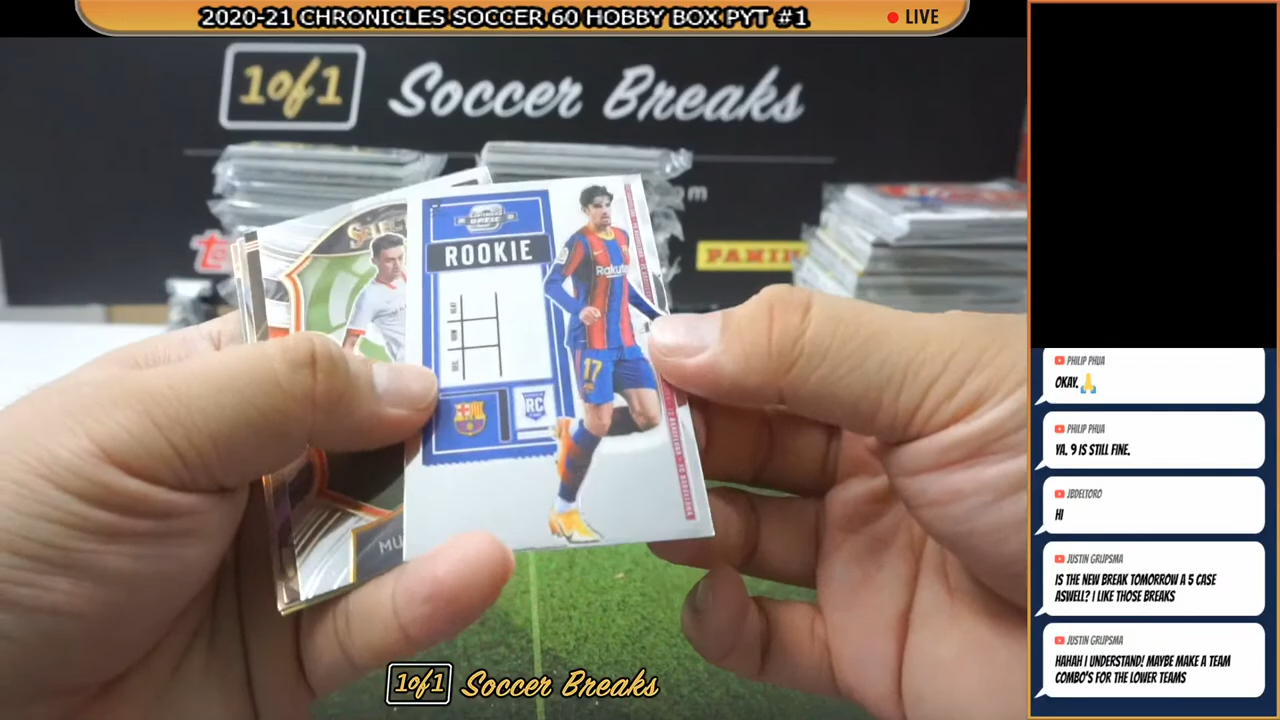 2020-21 CHRONICLES SOCCER 60 HOBBY BOX PYT #1
LIVE
1of1 Soccer Breaks
PANINI
ROOKIE
Rakute
17
RC
MU
PHILIP PHUA
OKAY.🙏
PHILIP PHUA
YA. 9 IS STILL FINE.
JBDELTORO
HI
JUSTIN GRIJPSMA
IS THE NEW BREAK TOMORROW A 5 CASE
ASWELL? I LIKE THOSE BREAKS
JUSTIN GRIJPSMA
HAHAH I UNDERSTAND! MAYBE MAKE A TEAM
COMBO'S FOR THE LOWER TEAMS
1of1 Soccer Breaks